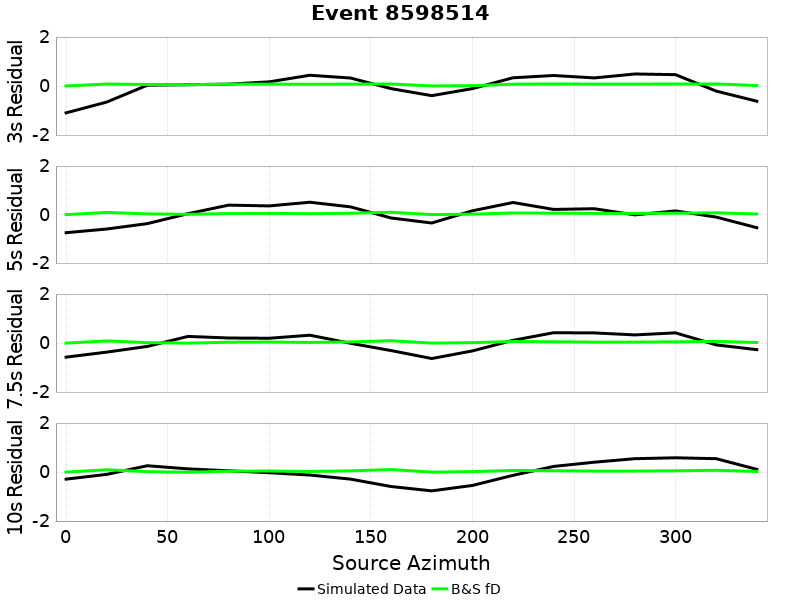 Event 8598514
3s Residual
2
0
-2
5s Residual
2
0
-2
7.5s Residual
2
0
-2
10s Residual
2
0
-2
0 50 100 150 200 250 300
Source Azimuth
Simulated Data B&S fD